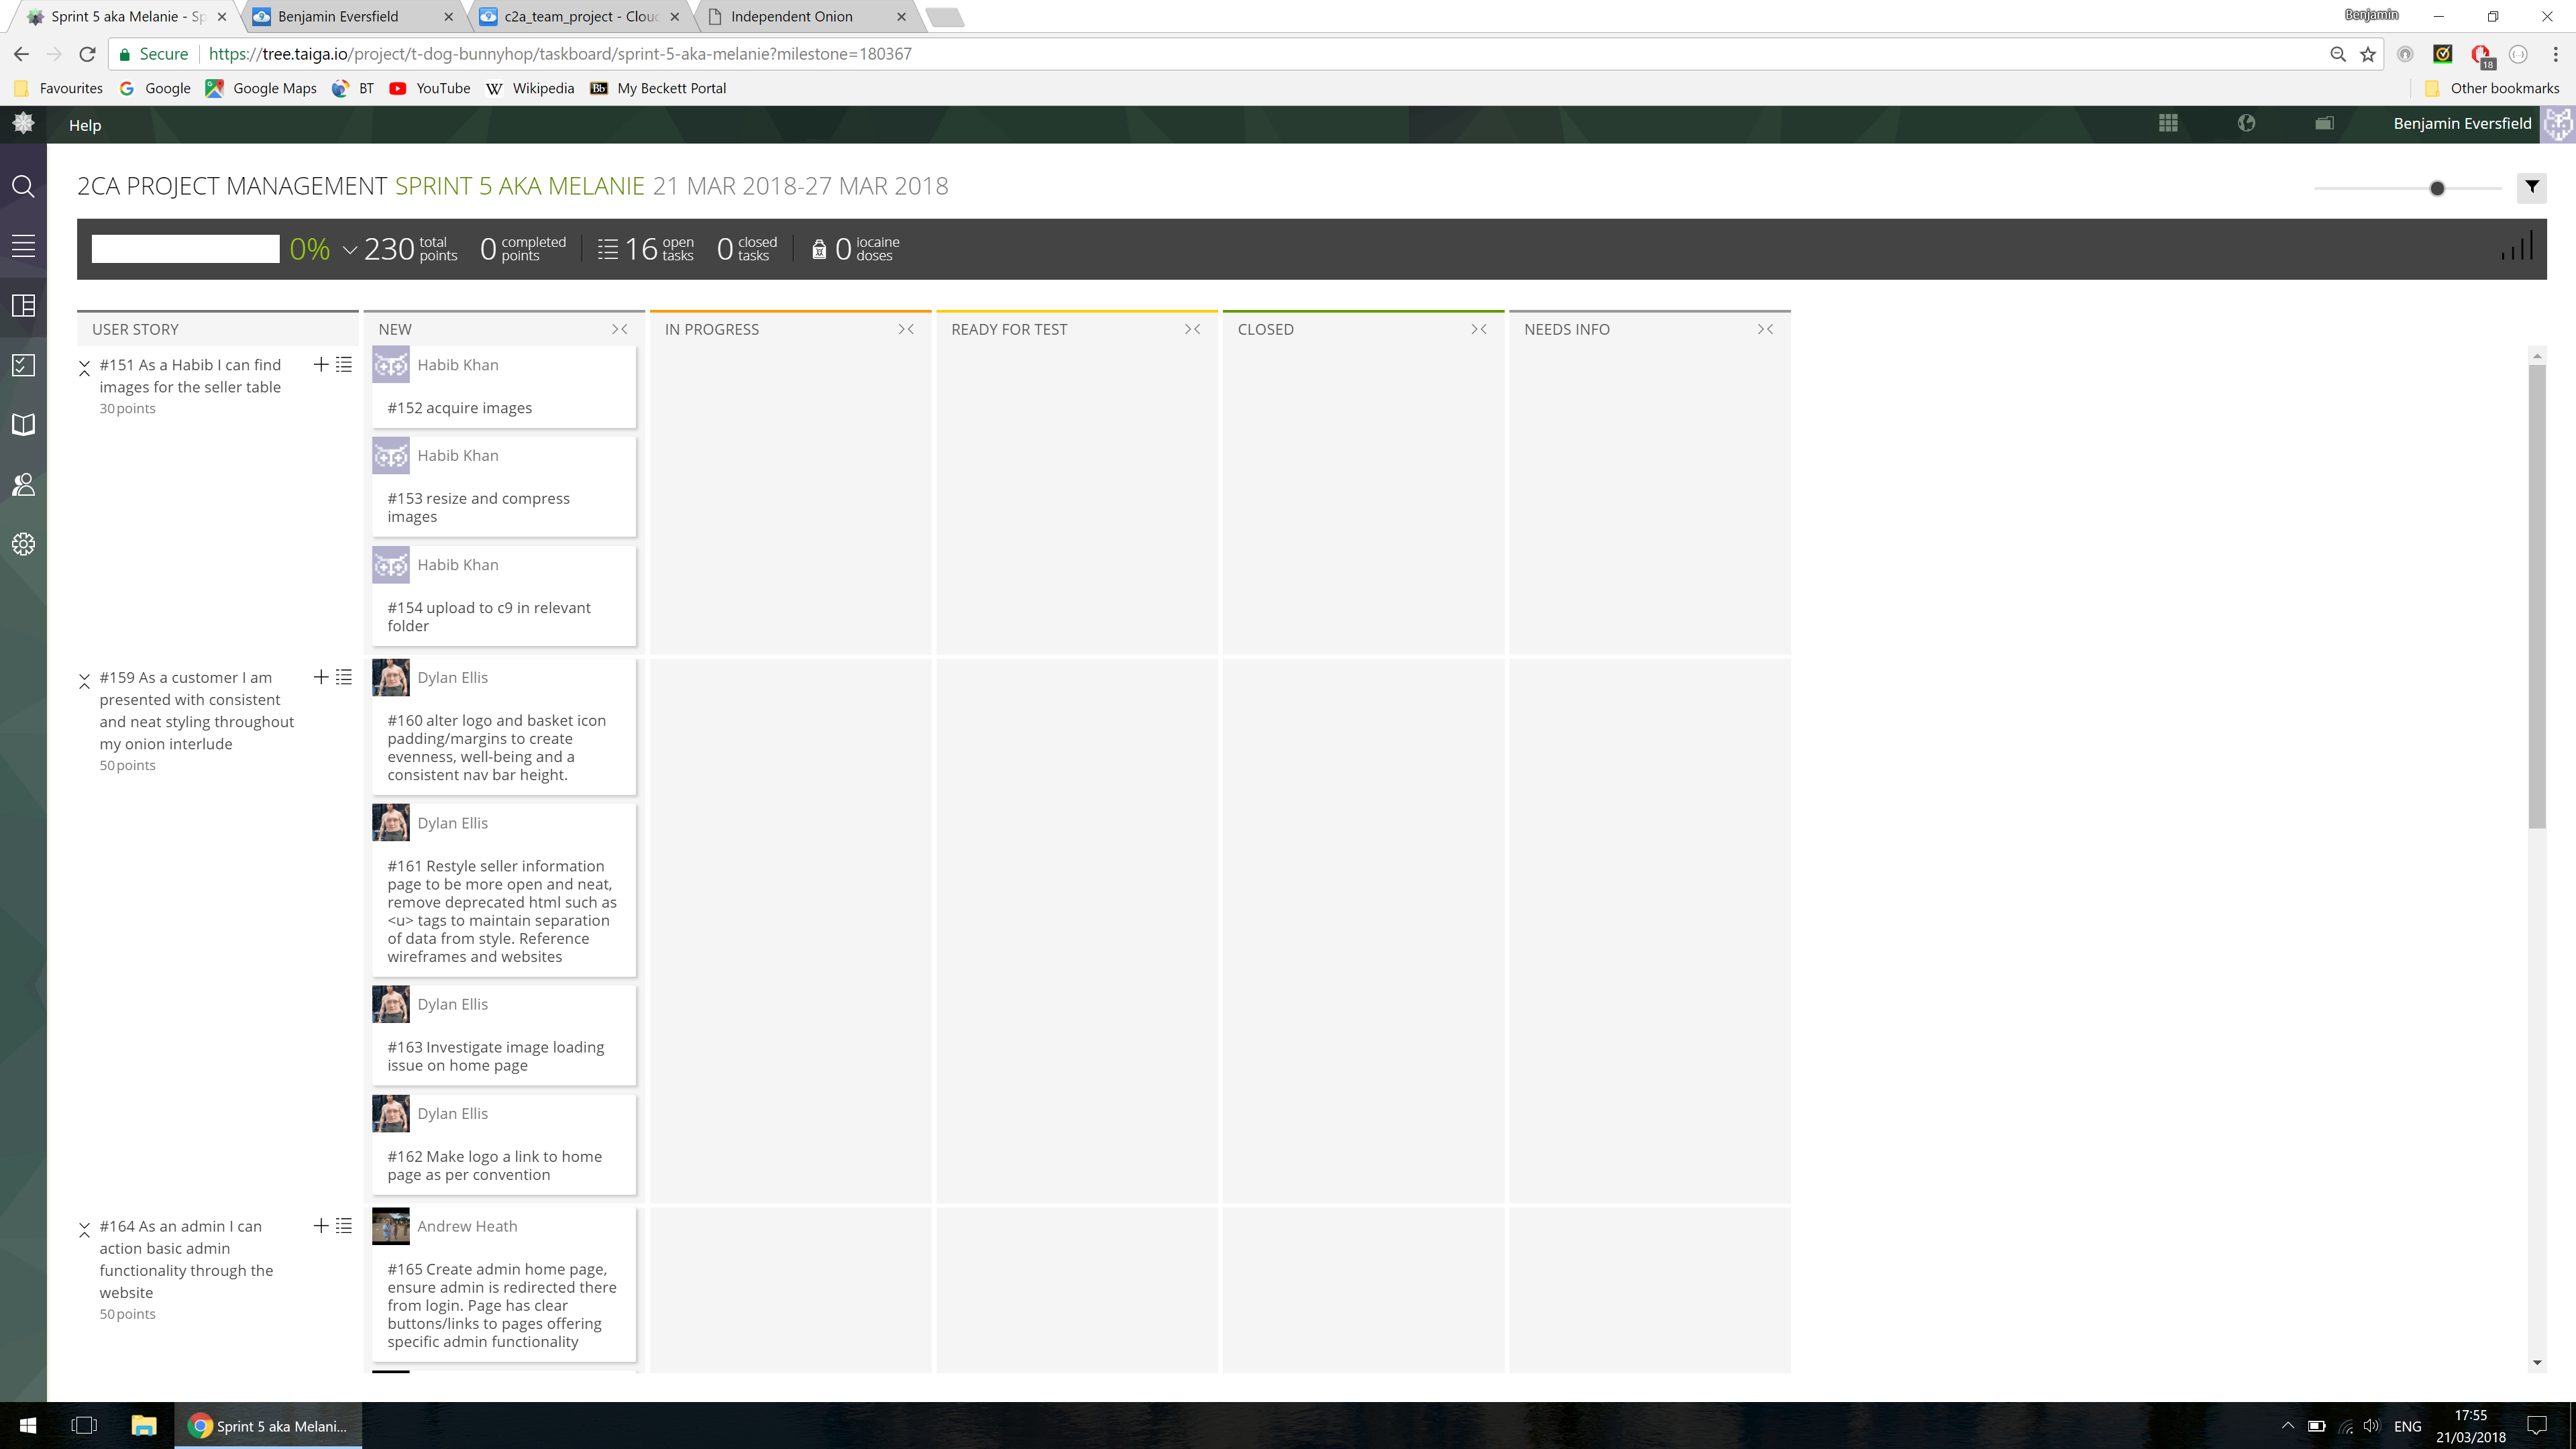 Sprint 5 aka Melanie - Sp
Benjamin Eversfield
c2a_team_project - Cloud
Independent Onion
Benjamin
Secure
https://tree.taiga.io/project/t-dog-bunnyhop/taskboard/sprint-5-aka-melanie?milestone=180367
18
Favourites
Google
Google Maps
BT
YouTube
W Wikipedia
Bb My Beckett Portal
Other bookmarks
Help
Benjamin Eversfield
2CA PROJECT MANAGEMENT SPRINT 5 AKA MELANIE 21 MAR 2018-27 MAR 2018
0% 230 total points 0 completed points 16 open tasks 0 closed tasks 0 iocaine doses
USER STORY
NEW
IN PROGRESS
READY FOR TEST
CLOSED
NEEDS INFO
#151 As a Habib I can find
images for the seller table
30 points
Habib Khan
#152 acquire images
Habib Khan
#153 resize and compress
images
Habib Khan
#154 upload to c9 in relevant
folder
#159 As a customer I am
presented with consistent
and neat styling throughout
my onion interlude
50 points
Dylan Ellis
#160 alter logo and basket icon
padding/margins to create
evenness, well-being and a
consistent nav bar height.
Dylan Ellis
#161 Restyle seller information
page to be more open and neat,
remove deprecated html such as
<u> tags to maintain separation
of data from style. Reference
wireframes and websites
Dylan Ellis
#163 Investigate image loading
issue on home page
Dylan Ellis
#162 Make logo a link to home
page as per convention
#164 As an admin I can
action basic admin
functionality through the
website
50 points
Andrew Heath
#165 Create admin home page,
ensure admin is redirected there
from login. Page has clear
buttons/links to pages offering
specific admin functionality
Sprint 5 aka Melani...
ENG
17:55
21/03/2018